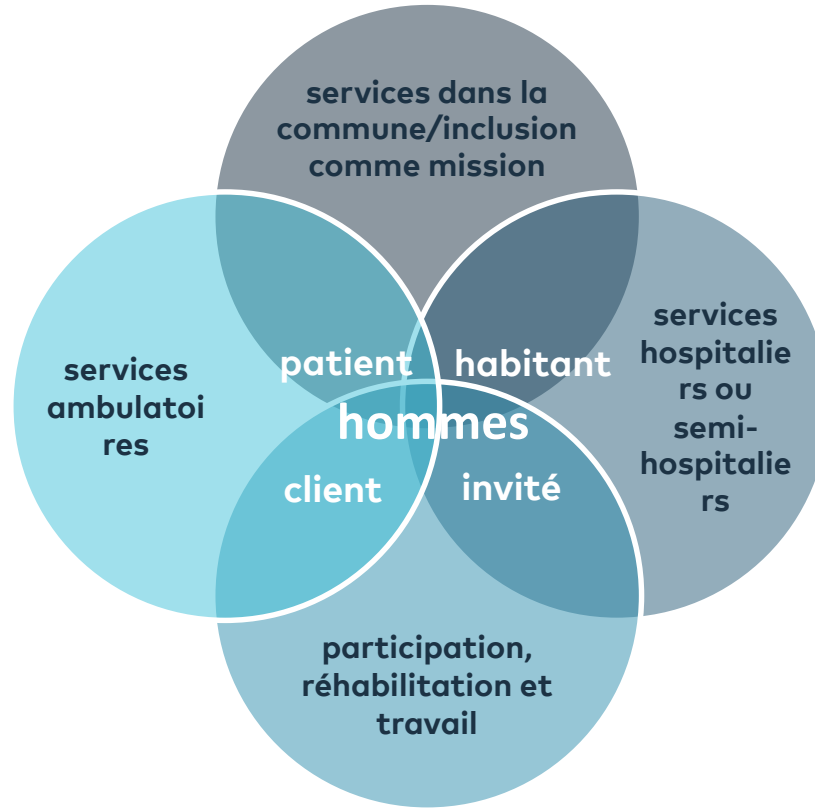 services dans la
commune/inclusion
comme mission
services
ambulatoi
res
patient
habitant
hommes
client
invité
services
hospitalie
rs ou
semi-
hospitalie
rs
participation,
réhabilitation et
travail